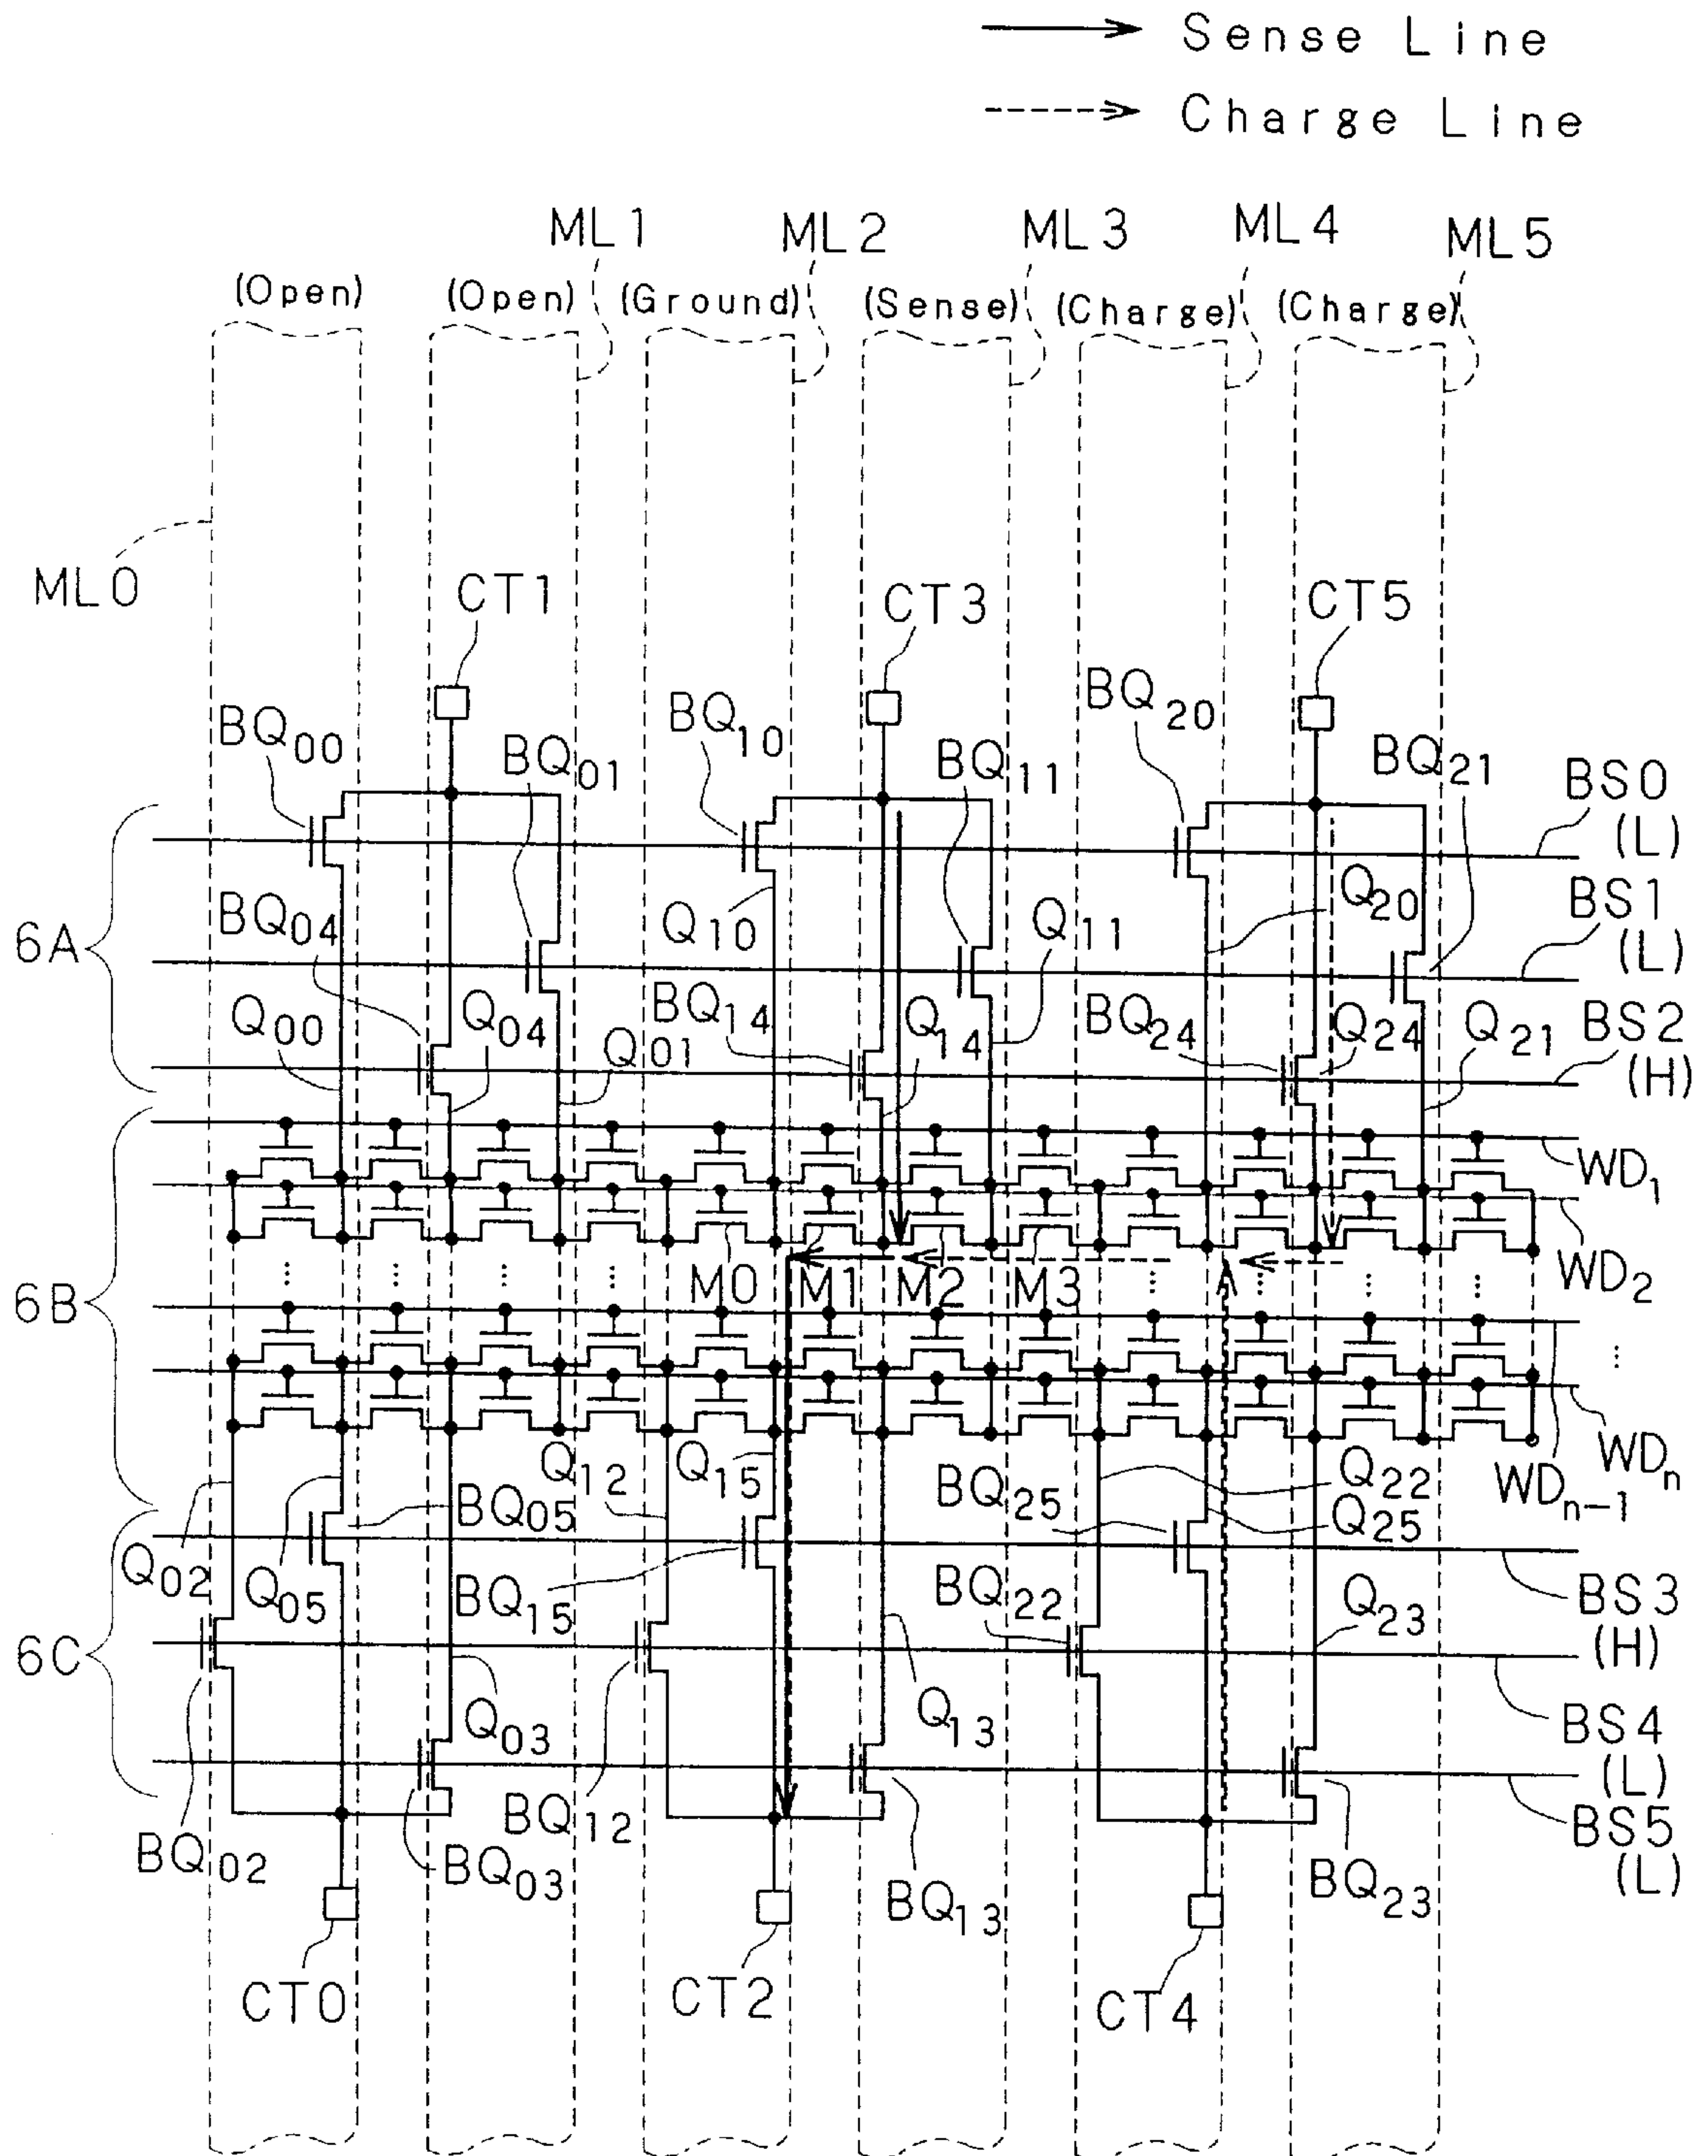 Sense Line
Charge Line
ML1
ML2
ML3
ML4
ML5
(Open)
(Open)
(Ground)
(Sense)
(Charge)
(Charge)
ML0
CT1
CT3
CT5
BQ00
BQ01
BQ10
BQ11
BQ20
BQ21
BS0
(L)
6A
BQ04
Q10
Q11
Q20
BS1
(L)
Q00
Q04
Q01
BQ14
Q14
BQ24
Q24
Q21
BS2
(H)
WD1
6B
M0
M1
M2
M3
WD2
...
...
...
...
...
...
...
...
Q12
Q15
BQ25
Q22
Q25
WDn-1
WDn
Q02
Q05
BQ05
BQ15
BQ22
Q23
BS3
(H)
6C
Q03
Q13
BS4
(L)
BQ02
BQ03
BQ12
BQ13
BQ23
BS5
(L)
CT0
CT2
CT4